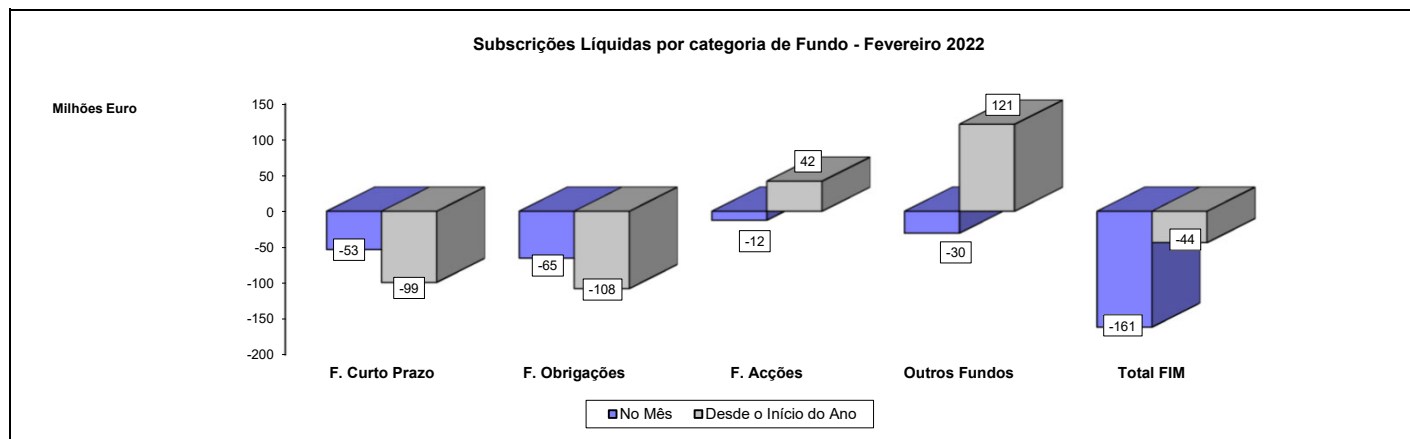 Subscrições Líquidas por categoria de Fundo - Fevereiro 2022
Milhões Euro
150
100
50
0
-50
-100
-150
-200
-53
-99
-65
-108
-12
42
-30
121
-161
-44
F. Curto Prazo
F. Obrigações
F. Acções
Outros Fundos
Total FIM
No Mês
Desde o Início do Ano